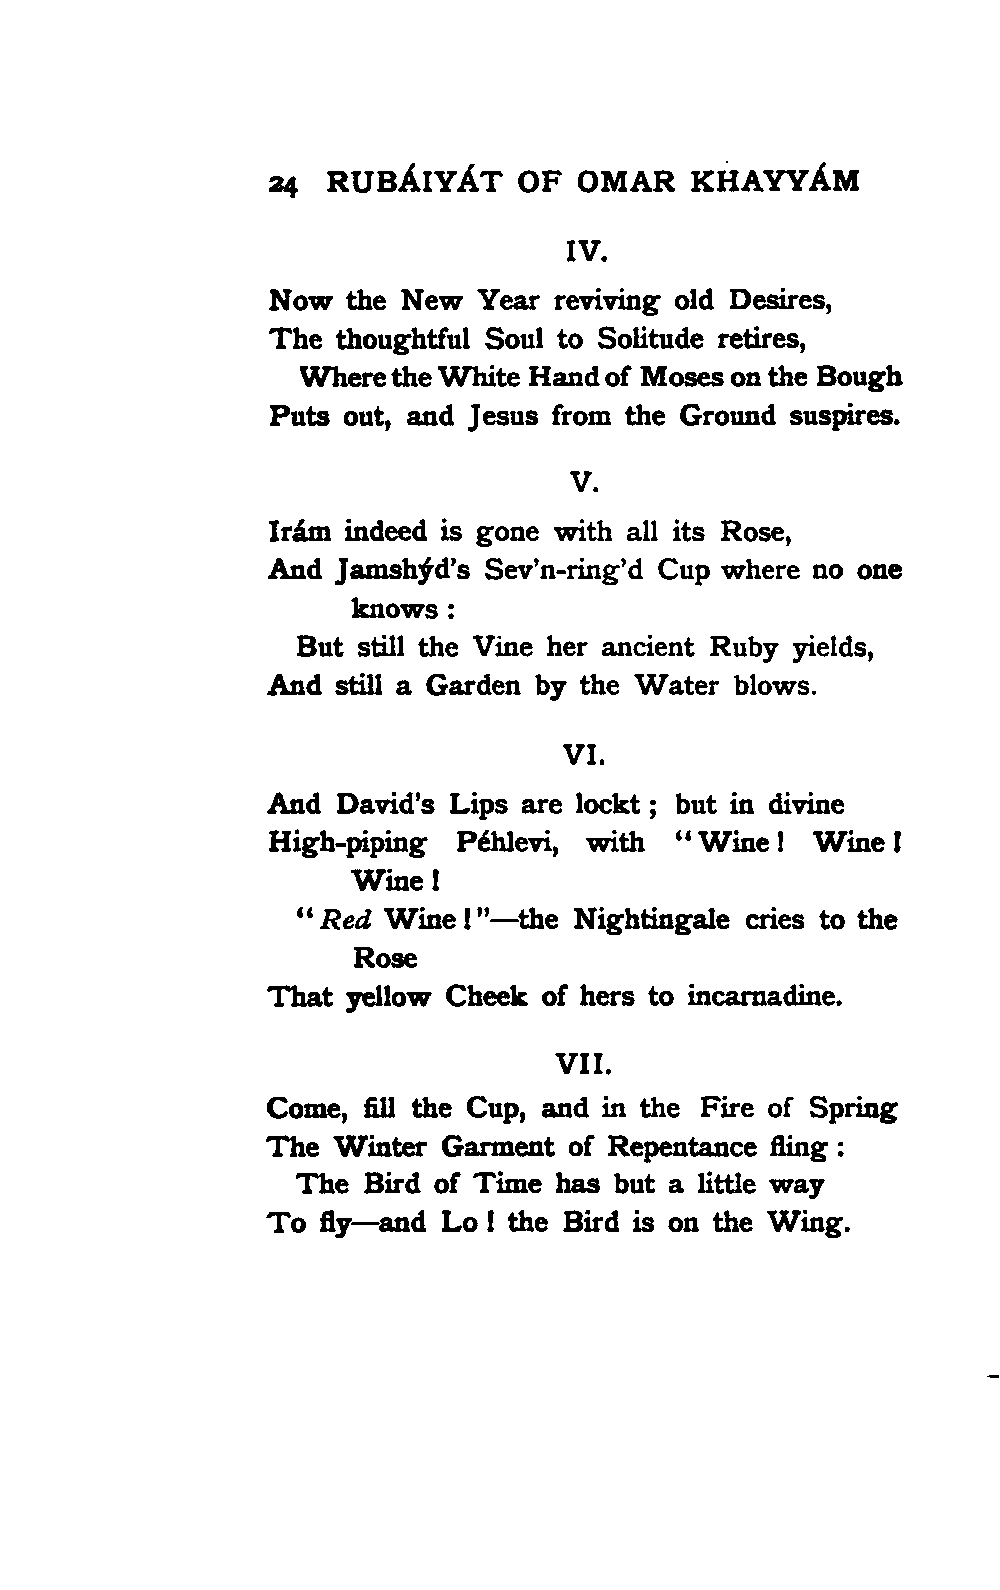 24 RUBÁIYÁT OF OMAR KHAYYÁM
IV.
Now the New Year reviving old Desires,
The thoughtful Soul to Solitude retires,
Where the White Hand of Moses on the Bough
Puts out, and Jesus from the Ground suspires.
V.
Irám indeed is gone with all its Rose,
And Jamshýd's Sev'n-ring'd Cup where no one
knows :
But still the Vine her ancient Ruby yields,
And still a Garden by the Water blows.
VI.
And David's Lips are lockt ; but in divine
High-piping Péhlevi, with "Wine ! Wine !
Wine !
"Red Wine !"—the Nightingale cries to the
Rose
That yellow Cheek of hers to incarnadine.
VII.
Come, fill the Cup, and in the Fire of Spring
The Winter Garment of Repentance fling :
The Bird of Time has but a little way
To fly—and Lo ! the Bird is on the Wing.